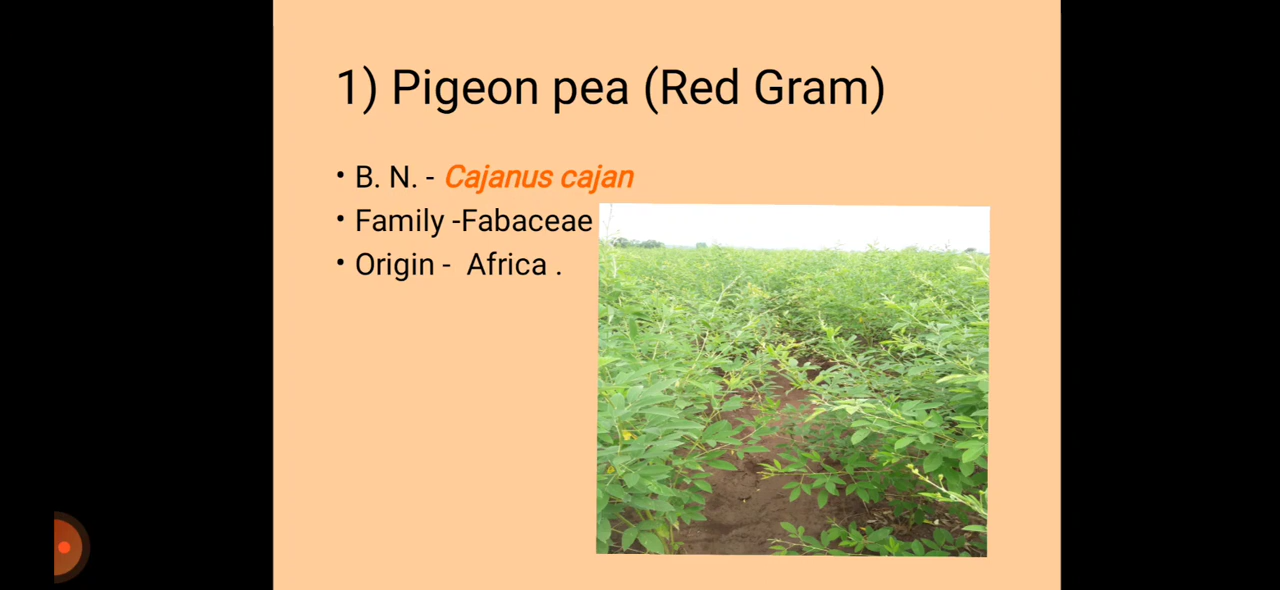 1) Pigeon pea (Red Gram)
• B. N. - Cajanus cajan
• Family -Fabaceae
• Origin - Africa .